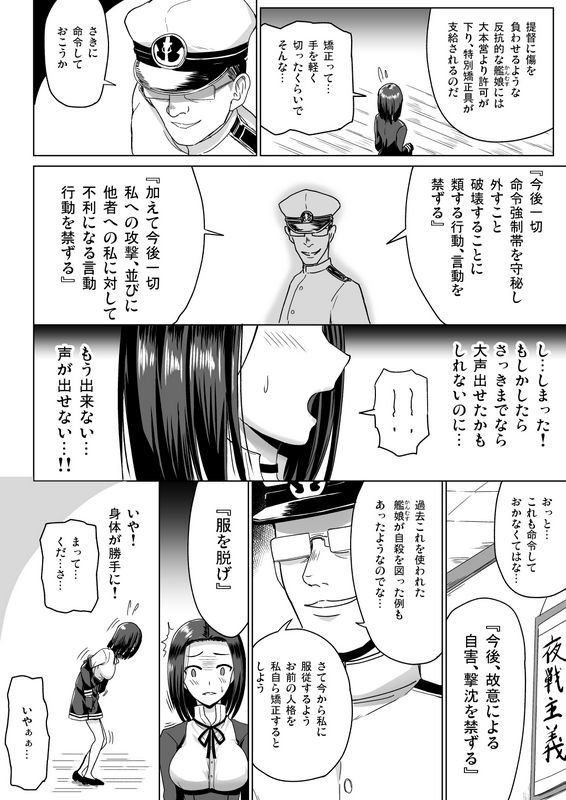 提督に傷を
負わせるような
反抗的な艦娘には
かんむす
大本営より許可が
下り、特別矯正具が
支給されるのだ
矯正って…
手を軽く
切ったくらいで
そんな…
さきに
命令して
おこうか
『今後一切
命令強制帯を守秘し
外すこと
破壊することに
類する行動、言動を
禁ずる』
『加えて今後一切
私への攻撃、並びに
他者への私に対して
不利になる言動
行動を禁ずる』
し…しまった!
もしかしたら
さっきまでなら
大声出せたかも
しれないのに…
…!!
もう出来ない…
声が出せない…!!
おっと…
これも命令して
おかなくてはな…
『今後、故意による
自害、撃沈を禁ずる』
夜戦主義
過去これを使われた
艦娘が自殺を図った例も
かんむす
あったようなのでな…
さて今から私に
服従するよう
お前の人格を
私自ら矯正すると
しよう
『服を脱げ』
いや!
身体が勝手に!
まって…
くだ…さ…
いやぁぁ…